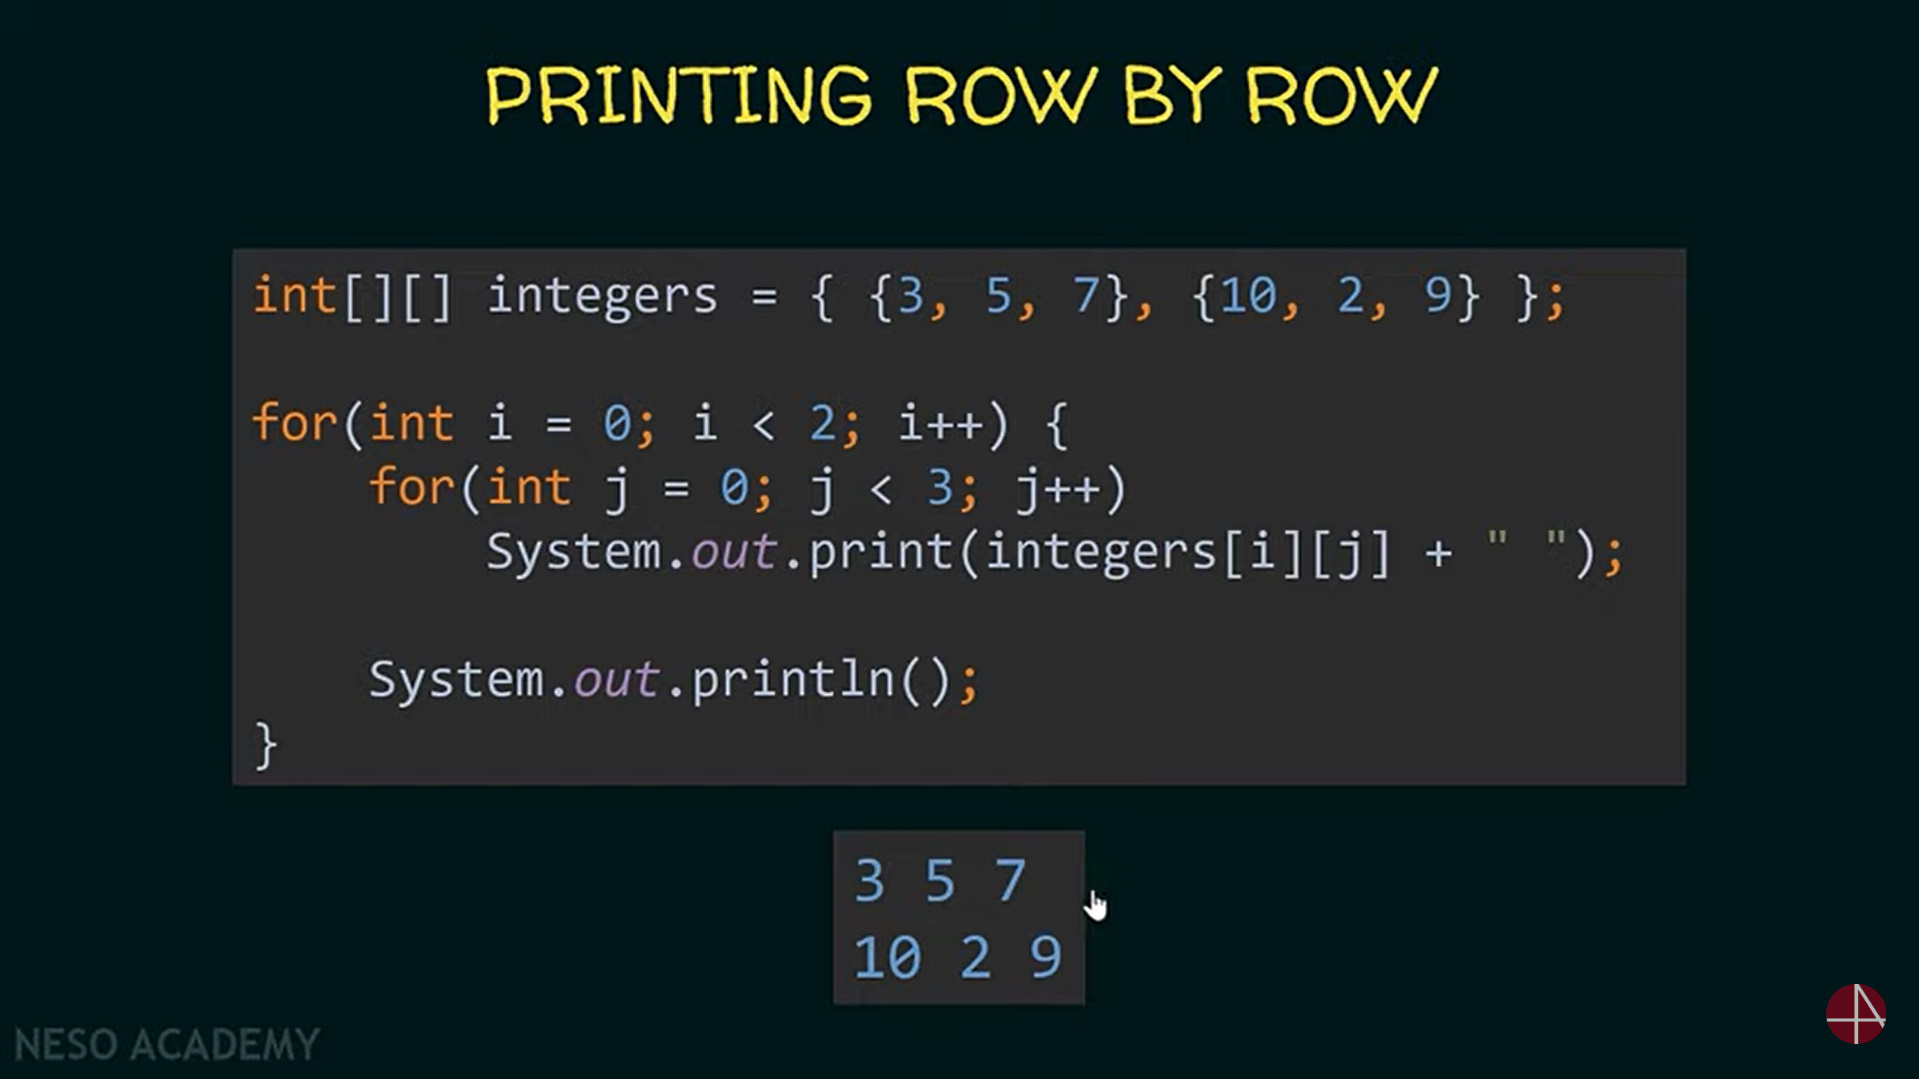 PRINTING ROW BY ROW
int[][] integers = { {3, 5, 7}, {10, 2, 9} };
for(int i = 0; i < 2; i++) {
for(int j = 0; j < 3; j++)
System.out.print(integers[i][j] + " ");
System.out.println();
}
3 5 7
10 2 9
NESO ACADEMY